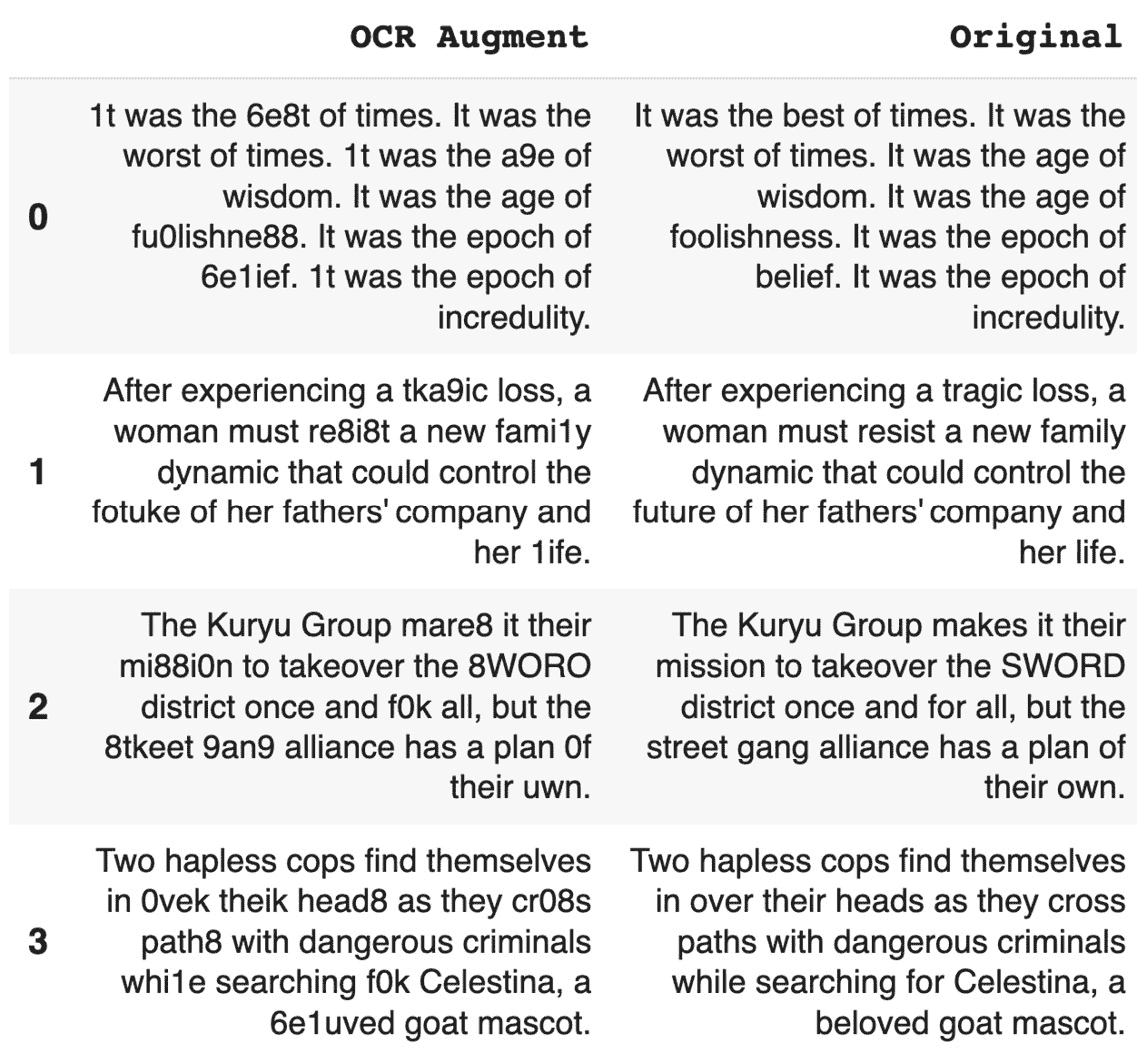 OCR Augment Original
0
1t was the 6e8t of times. It was the
worst of times. 1t was the a9e of
wisdom. It was the age of
fu0lishne88. It was the epoch of
6e1ief. 1t was the epoch of
incredulity.
It was the best of times. It was the
worst of times. It was the age of
wisdom. It was the age of
foolishness. It was the epoch of
belief. It was the epoch of
incredulity.
1
After experiencing a tka9ic loss, a
woman must re8i8t a new fami1y
dynamic that could control the
fotuke of her fathers' company and
her 1ife.
After experiencing a tragic loss, a
woman must resist a new family
dynamic that could control the
future of her fathers' company and
her life.
2
The Kuryu Group mare8 it their
mi88i0n to takeover the 8WORO
district once and f0k all, but the
8tkeet 9an9 alliance has a plan 0f
their uwn.
The Kuryu Group makes it their
mission to takeover the SWORD
district once and for all, but the
street gang alliance has a plan of
their own.
3
Two hapless cops find themselves
in 0vek theik head8 as they cr08s
path8 with dangerous criminals
whi1e searching f0k Celestina, a
6e1uved goat mascot.
Two hapless cops find themselves
in over their heads as they cross
paths with dangerous criminals
while searching for Celestina, a
beloved goat mascot.